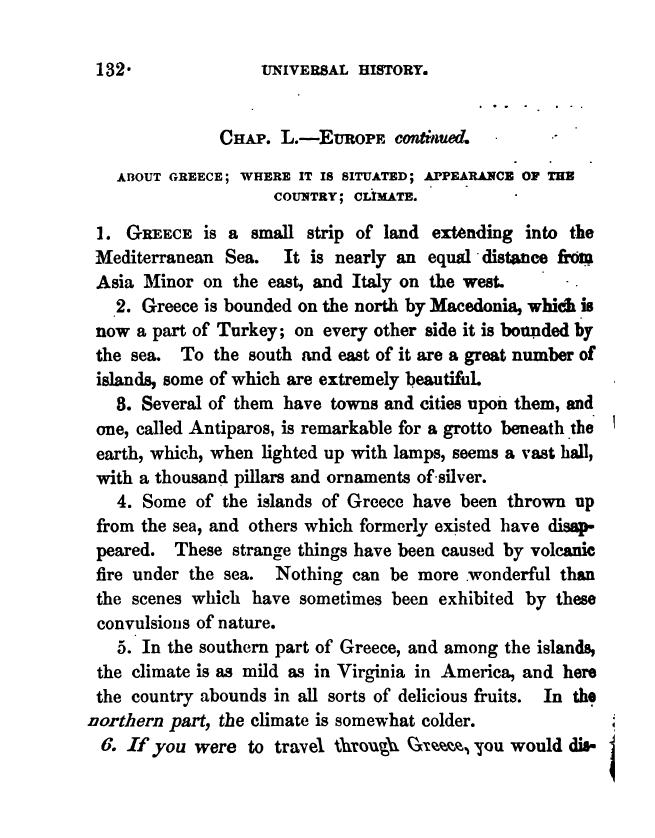 132· UNIVERSAL HISTORY.
CHAP. L.—EUROPE continued.
ABOUT GREECE; WHERE IT IS SITUATED; APPEARANCE OF THE
COUNTRY; CLIMATE.
1. GREECE is a small strip of land extending into the
Mediterranean Sea. It is nearly an equal distance from
Asia Minor on the east, and Italy on the west.
2. Greece is bounded on the north by Macedonia, which is
now a part of Turkey; on every other side it is bounded by
the sea. To the south and east of it are a great number of
islands, some of which are extremely beautiful.
3. Several of them have towns and cities upon them, and
one, called Antiparos, is remarkable for a grotto beneath the
earth, which, when lighted up with lamps, seems a vast hall,
with a thousand pillars and ornaments of silver.
4. Some of the islands of Greece have been thrown up
from the sea, and others which formerly existed have disap-
peared. These strange things have been caused by volcanic
fire under the sea. Nothing can be more wonderful than
the scenes which have sometimes been exhibited by these
convulsions of nature.
5. In the southern part of Greece, and among the islands,
the climate is as mild as in Virginia in America, and here
the country abounds in all sorts of delicious fruits. In the
northern part, the climate is somewhat colder.
6. If you were to travel through Greece, you would dis-